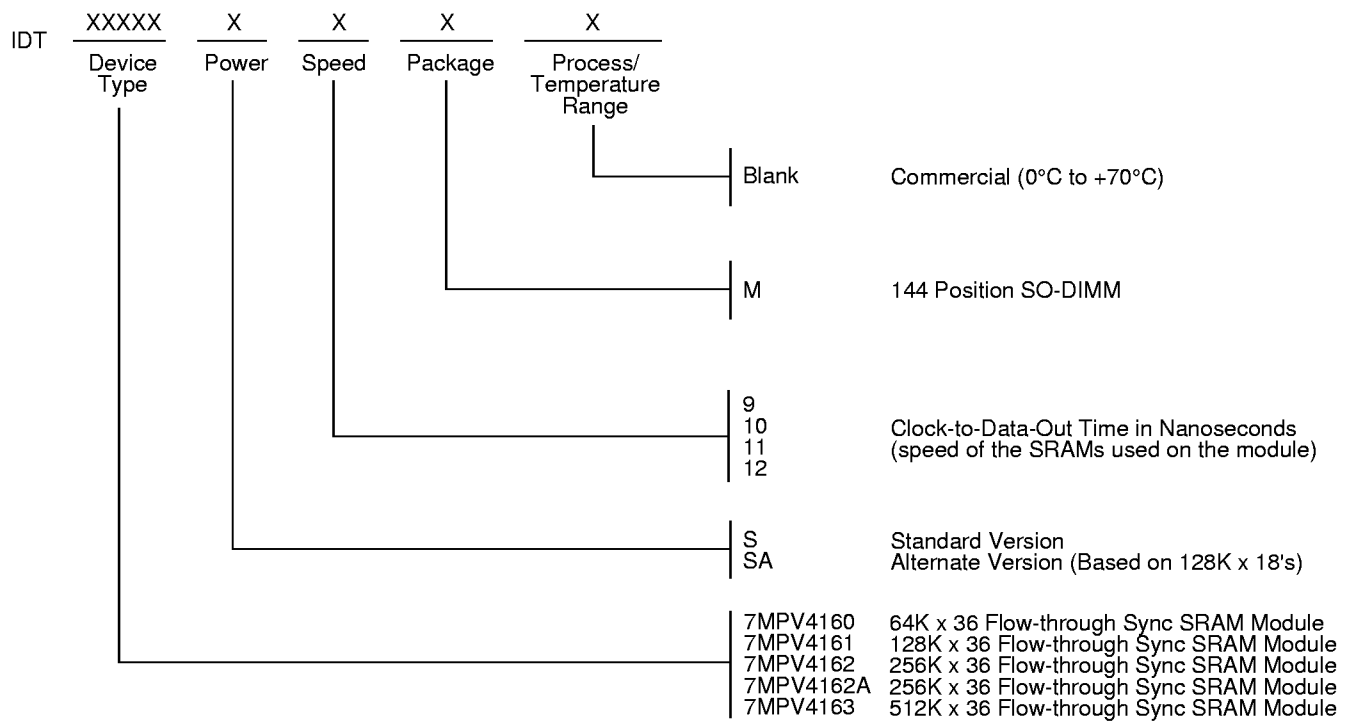 XXXXX X X X X
IDT
Device Type Power Speed Package Process/ Temperature Range
Blank Commercial (0°C to +70°C)
M 144 Position SO-DIMM
9
10 Clock-to-Data-Out Time in Nanoseconds
11 (speed of the SRAMs used on the module)
12
S Standard Version
SA Alternate Version (Based on 128K x 18's)
7MPV4160 64K x 36 Flow-through Sync SRAM Module
7MPV4161 128K x 36 Flow-through Sync SRAM Module
7MPV4162 256K x 36 Flow-through Sync SRAM Module
7MPV4162A 256K x 36 Flow-through Sync SRAM Module
7MPV4163 512K x 36 Flow-through Sync SRAM Module